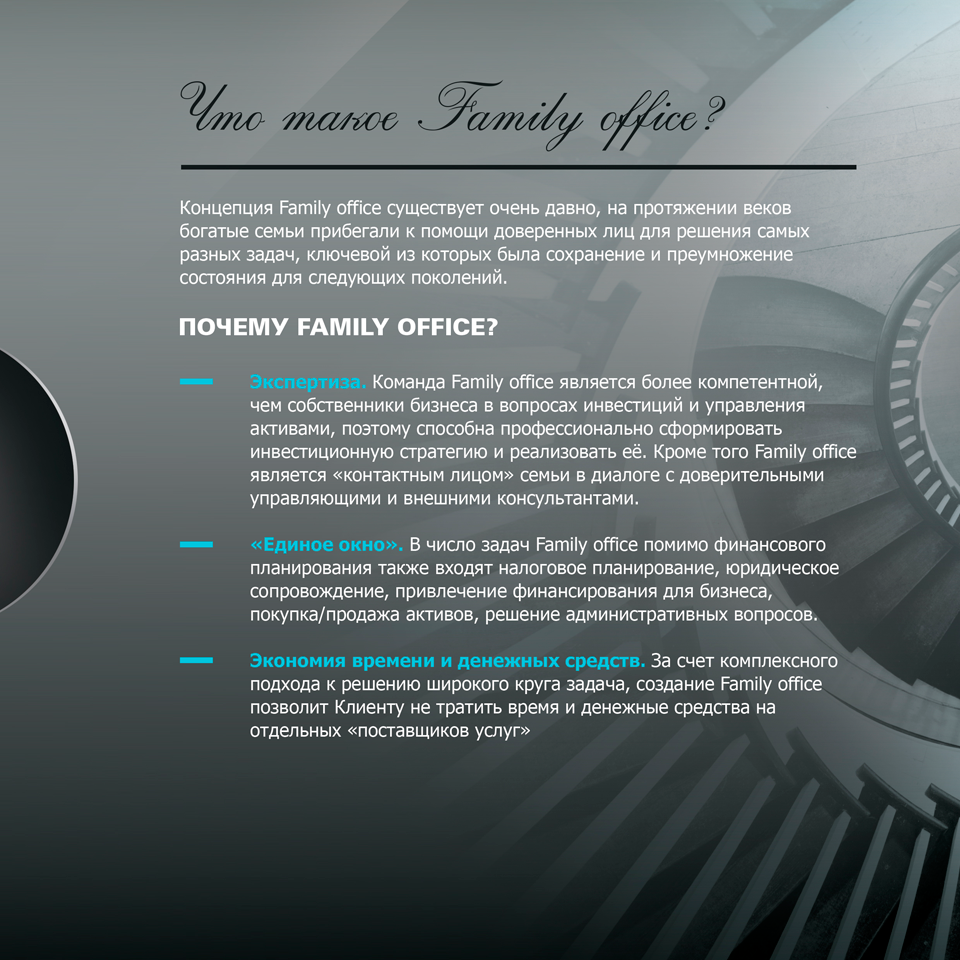 Что такое Family office?
Концепция Family office существует очень давно, на протяжении веков
богатые семьи прибегали к помощи доверенных лиц для решения самых
разных задач, ключевой из которых была сохранение и преумножение
состояния для следующих поколений.
ПОЧЕМУ FAMILY OFFICE?
Экспертиза. Команда Family office является более компетентной,
чем собственники бизнеса в вопросах инвестиций и управления
активами, поэтому способна профессионально сформировать
инвестиционную стратегию и реализовать её. Кроме того Family office
является «контактным лицом» семьи в диалоге с доверительными
управляющими и внешними консультантами.
«Единое окно». В число задач Family office помимо финансового
планирования также входят налоговое планирование, юридическое
сопровождение, привлечение финансирования для бизнеса,
покупка/продажа активов, решение административных вопросов.
Экономия времени и денежных средств. За счет комплексного
подхода к решению широкого круга задача, создание Family office
позволит Клиенту не тратить время и денежные средства на
отдельных «поставщиков услуг»